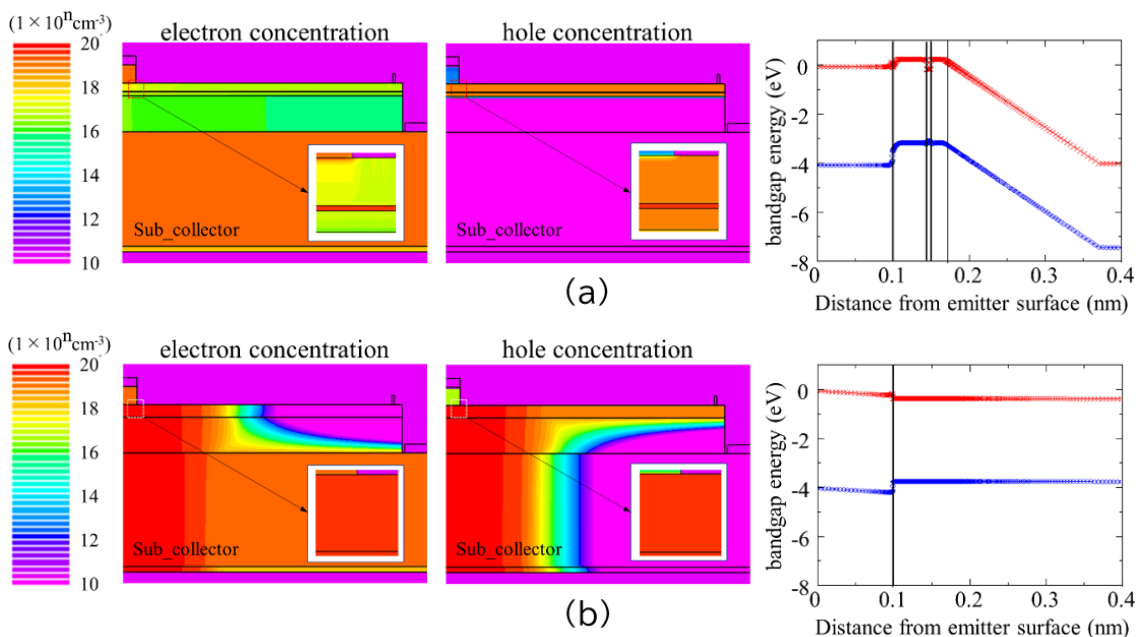 (1×10ⁿcm⁻³)
electron concentration
hole concentration
20
18
16
14
12
10
Sub_collector
Sub_collector
bandgap energy (eV)
0
-2
-4
-6
-8
0
0.1
0.2
0.3
0.4
Distance from emitter surface (nm)
(a)
(1×10ⁿcm⁻³)
electron concentration
hole concentration
20
18
16
14
12
10
Sub_collector
Sub_collector
bandgap energy (eV)
0
-2
-4
-6
-8
0
0.1
0.2
0.3
0.4
Distance from emitter surface (nm)
(b)